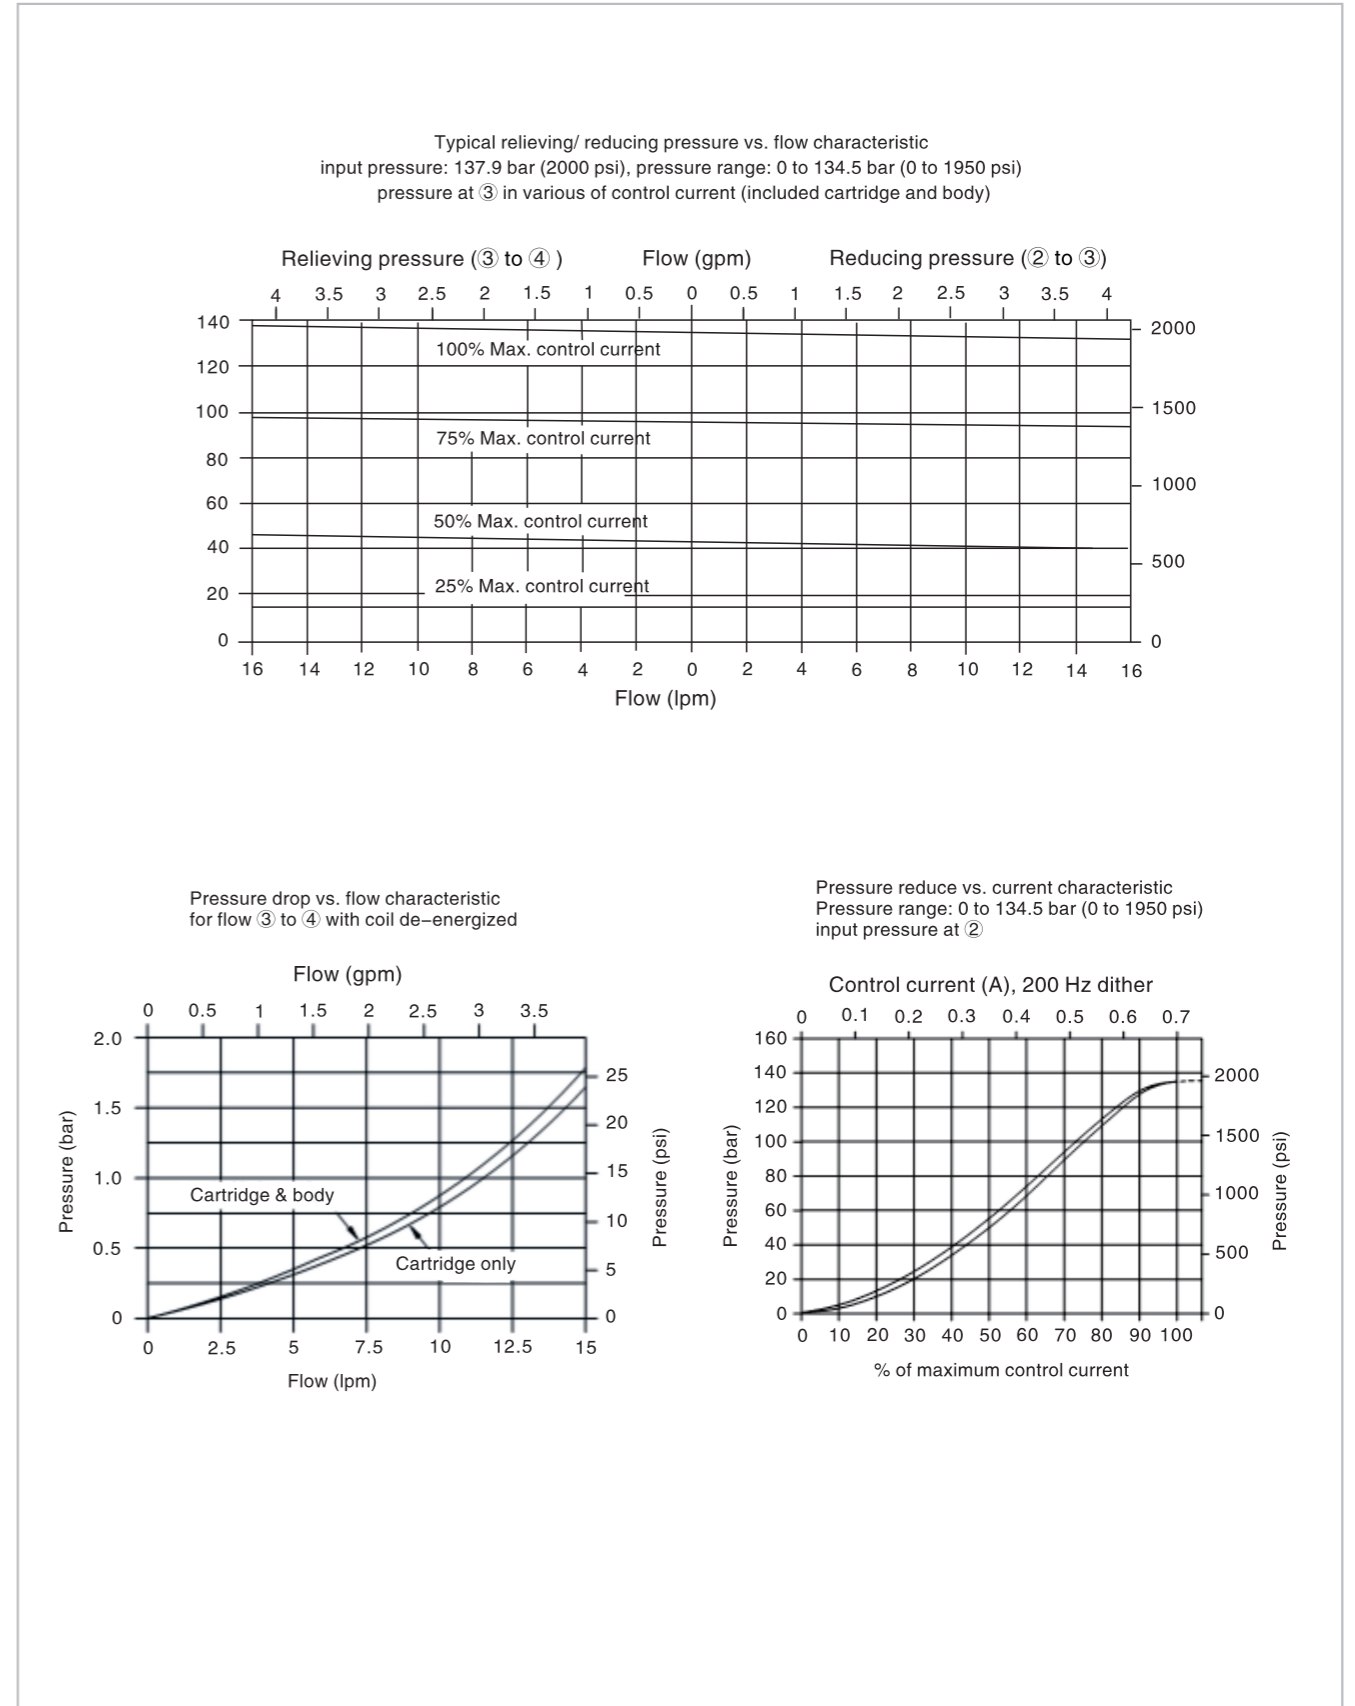 Typical relieving/ reducing pressure vs. flow characteristic
input pressure: 137.9 bar (2000 psi), pressure range: 0 to 134.5 bar (0 to 1950 psi)
pressure at ③ in various of control current (included cartridge and body)
Relieving pressure (③ to ④ ) Flow (gpm) Reducing pressure (② to ③)
4 3.5 3 2.5 2 1.5 1 0.5 0 0.5 1 1.5 2 2.5 3 3.5 4
140 2000
100% Max. control current
120
100 1500
75% Max. control current
80
1000
60
50% Max. control current
40
500
25% Max. control current
20
0 0
16 14 12 10 8 6 4 2 0 2 4 6 8 10 12 14 16
Flow (lpm)
Pressure drop vs. flow characteristic
for flow ③ to ④ with coil de–energized
Flow (gpm)
0 0.5 1 1.5 2 2.5 3 3.5
2.0
25
1.5
20
1.0
15
Cartridge & body
10
0.5
Cartridge only
5
0 0
Pressure (bar)
Pressure (psi)
0 2.5 5 7.5 10 12.5 15
Flow (lpm)
Pressure reduce vs. current characteristic
Pressure range: 0 to 134.5 bar (0 to 1950 psi)
input pressure at ②
Control current (A), 200 Hz dither
0 0.1 0.2 0.3 0.4 0.5 0.6 0.7
160
140 2000
120
100 1500
80
1000
60
40
500
20
0 0
Pressure (bar)
Pressure (psi)
0 10 20 30 40 50 60 70 80 90 100
% of maximum control current